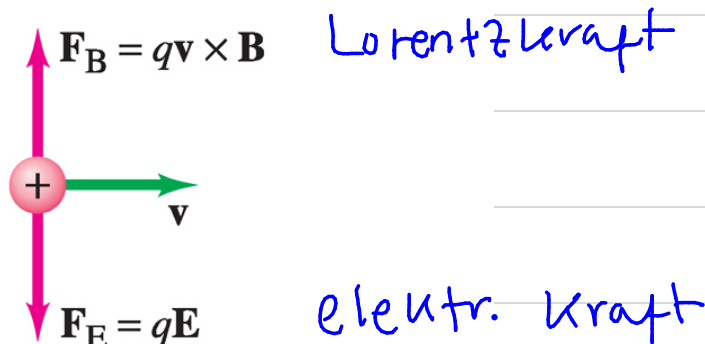 F_B = qv × B Lorentzkraft
+
v
F_E = qE elektr. Kraft